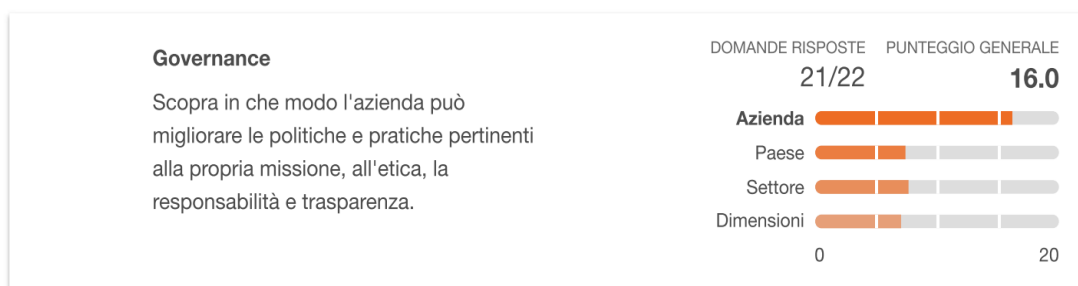 Governance
Scopra in che modo l'azienda può
migliorare le politiche e pratiche pertinenti
alla propria missione, all'etica, la
responsabilità e trasparenza.
DOMANDE RISPOSTE PUNTEGGIO GENERALE
21/22 16.0
Azienda
Paese
Settore
Dimensioni
0 20